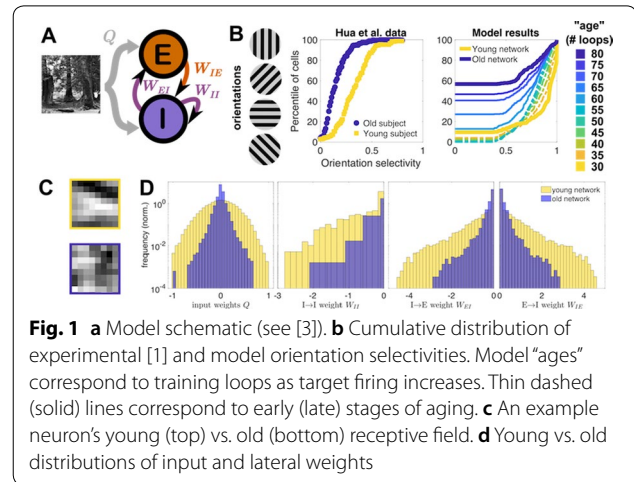 A
Q
E
W_IE
W_EI
W_II
I
B
orientations
Hua et al. data
Percentile of cells
100
80
60
40
20
0
0
0.5
1
Old subject
Young subject
Orientation selectivity
Model results
Young network
Old network
100
80
60
40
20
0
0
0.5
1
"age"
(# loops)
80
75
70
65
60
55
50
45
40
35
30
C
D
frequency (norm.)
10^0
10^-2
10^-4
-1
0
1
input weights Q
-3
-2
-1
0
I→I weight W_II
-4
-2
0
I→E weight W_EI
0
2
4
E→I weight W_IE
young network
old network
Fig. 1 a Model schematic (see [3]). b Cumulative distribution of
experimental [1] and model orientation selectivities. Model “ages”
correspond to training loops as target firing increases. Thin dashed
(solid) lines correspond to early (late) stages of aging. c An example
neuron’s young (top) vs. old (bottom) receptive field. d Young vs. old
distributions of input and lateral weights